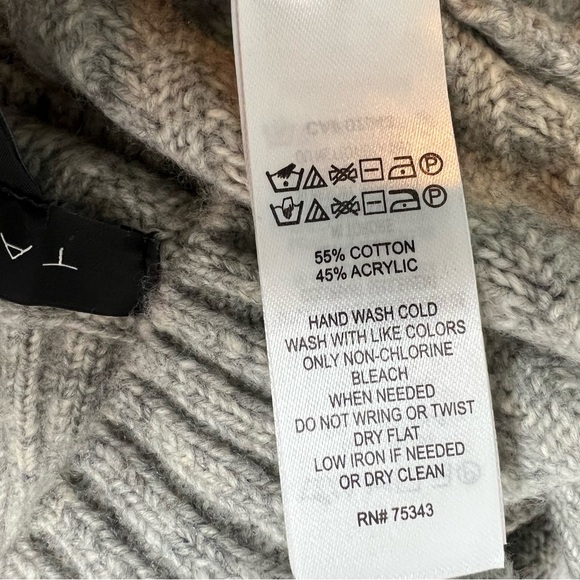 55% COTTON
45% ACRYLIC
HAND WASH COLD
WASH WITH LIKE COLORS
ONLY NON-CHLORINE
BLEACH
WHEN NEEDED
DO NOT WRING OR TWIST
DRY FLAT
LOW IRON IF NEEDED
OR DRY CLEAN
RN# 75343
TA